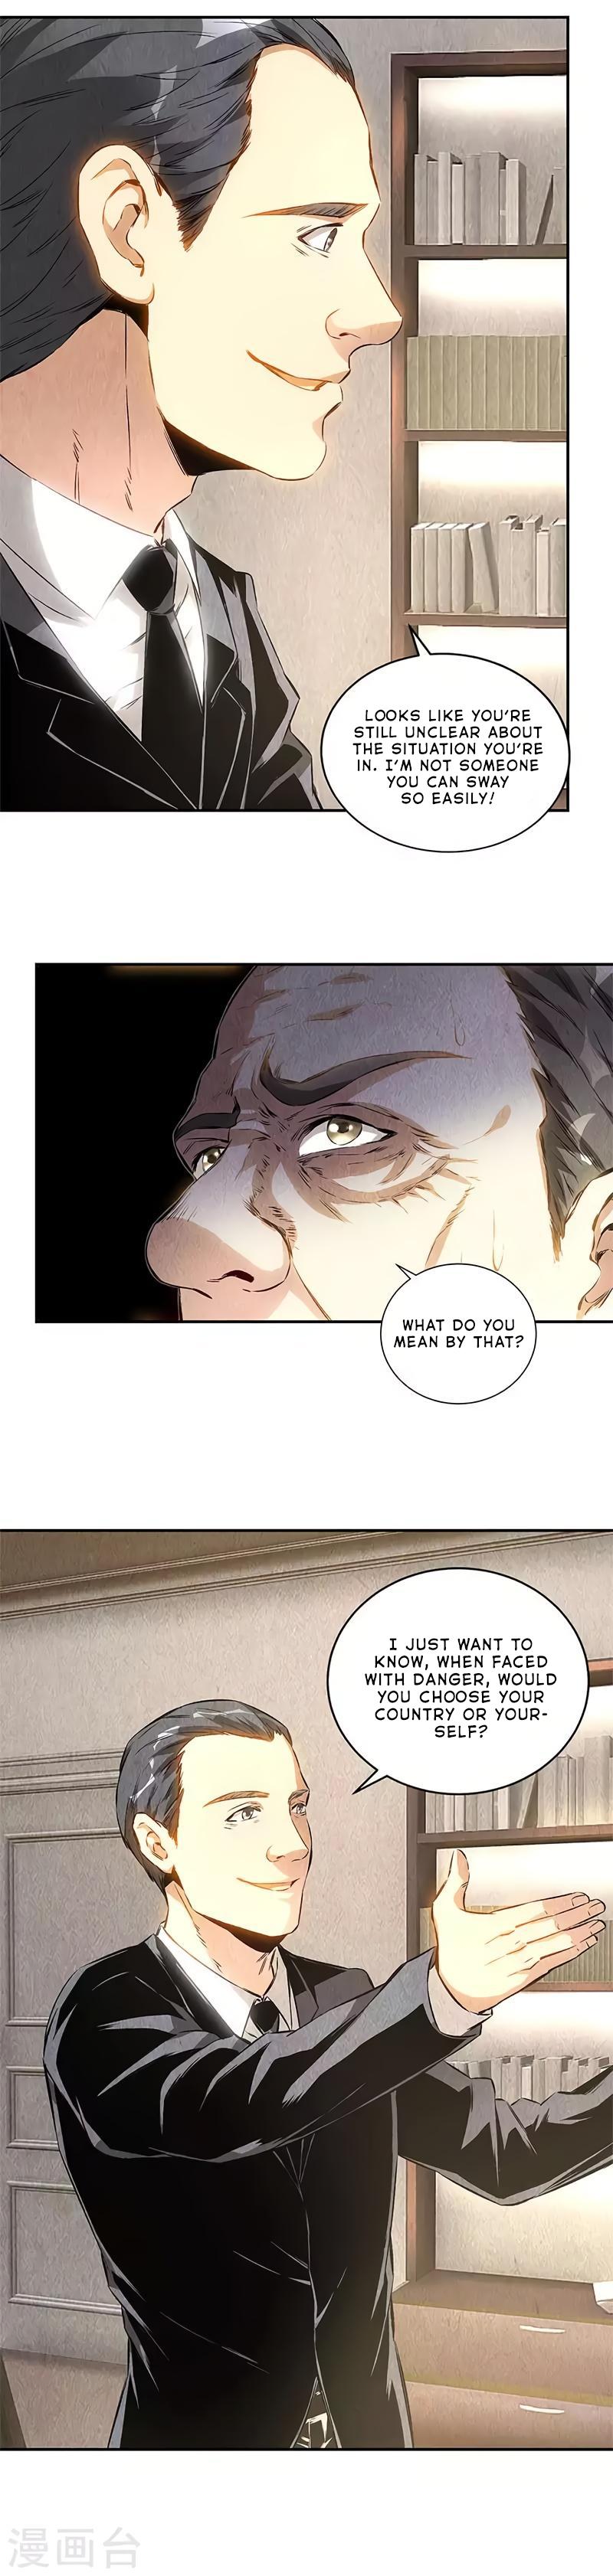 LOOKS LIKE YOU'RE
STILL UNCLEAR ABOUT
THE SITUATION YOU'RE
IN. I'M NOT SOMEONE
YOU CAN SWAY
SO EASILY!
WHAT DO YOU
MEAN BY THAT?
I JUST WANT TO
KNOW, WHEN FACED
WITH DANGER, WOULD
YOU CHOOSE YOUR
COUNTRY OR YOUR-
SELF?
漫画台